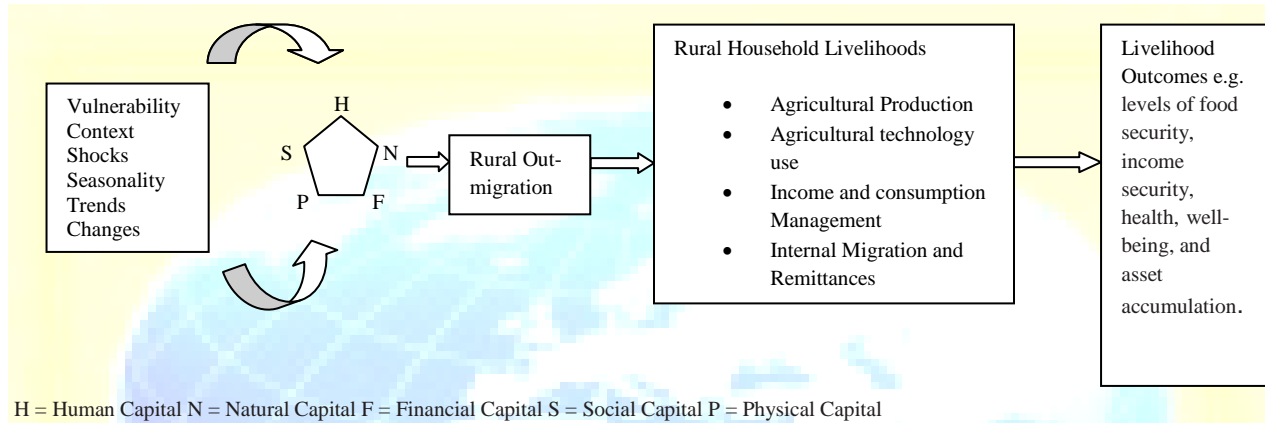 Vulnerability
Context
Shocks
Seasonality
Trends
Changes
H
S
N
P
F
Rural Out-
migration
Rural Household Livelihoods
• Agricultural Production
• Agricultural technology
use
• Income and consumption
Management
• Internal Migration and
Remittances
Livelihood
Outcomes e.g.
levels of food
security,
income
security,
health, well-
being, and
asset
accumulation.
H = Human Capital N = Natural Capital F = Financial Capital S = Social Capital P = Physical Capital